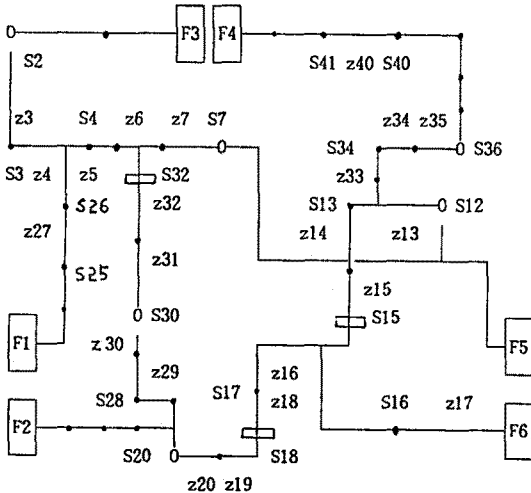 F3 F4
S2
S41 z40 S40
z3 S4 z6 z7 S7
z34 z35
S34 S36
S3 z4 z5 S32
z33
z32
S26
S13 S12
z27
z14 z13
z31
S25
z15
S30 S15
F1
z30
F5
z29
z16
S28 S17
z18
S16 z17
F2
F6
S20 S18
z20 z19